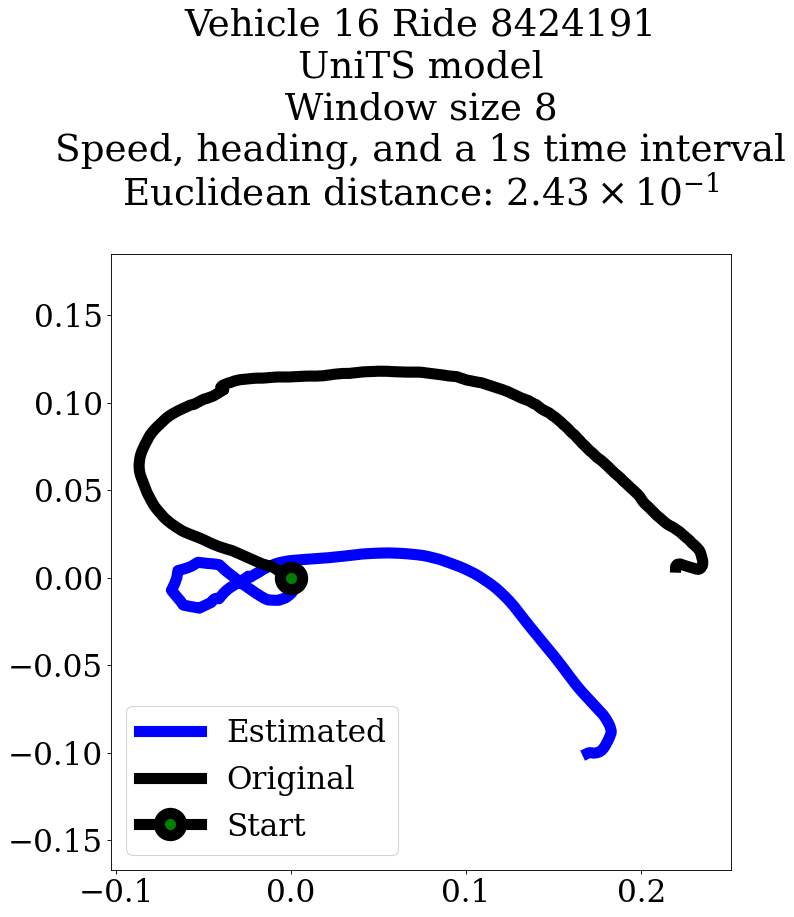 Vehicle 16 Ride 8424191
UniTS model
Window size 8
Speed, heading, and a 1s time interval
Euclidean distance: 2.43 × 10⁻¹
0.15
0.10
0.05
0.00
−0.05
−0.10
−0.15
Estimated
Original
Start
−0.1 0.0 0.1 0.2